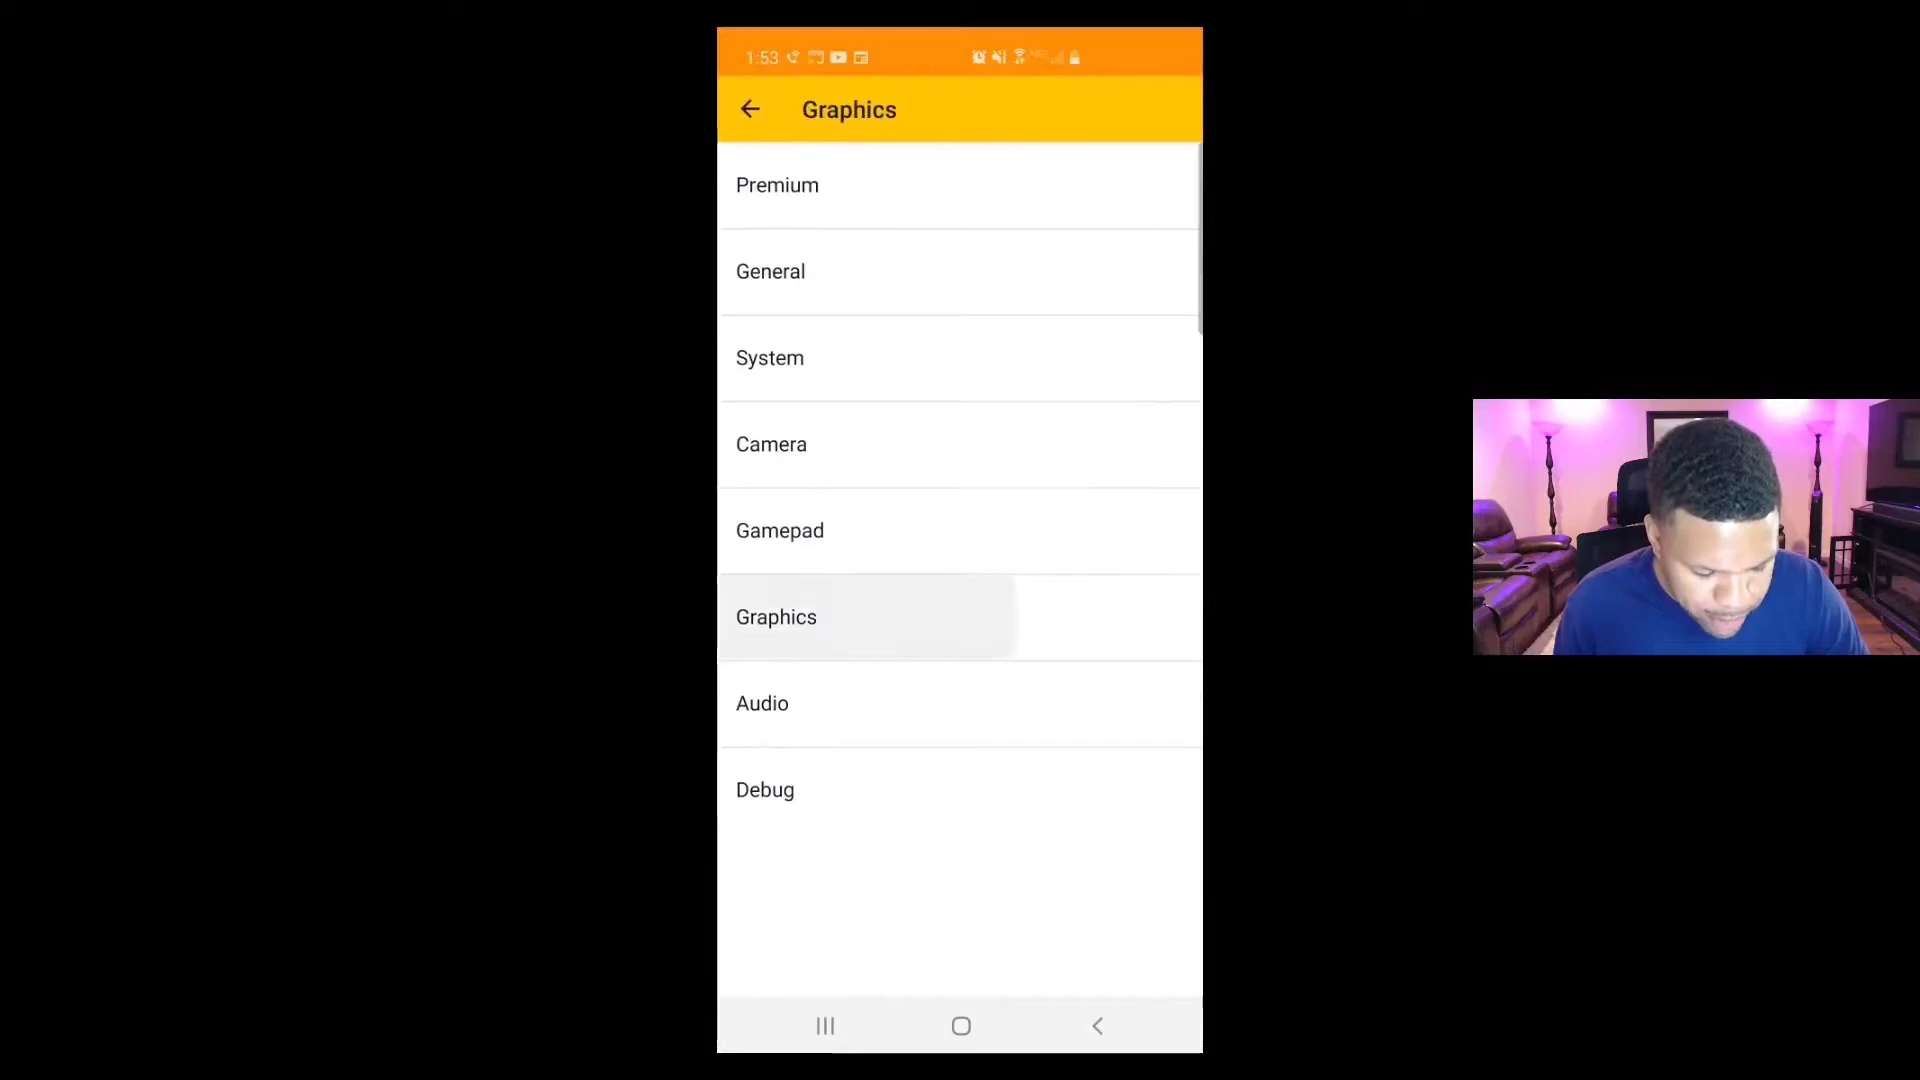 1:53
Graphics
Premium
General
System
Camera
Gamepad
Graphics
Audio
Debug